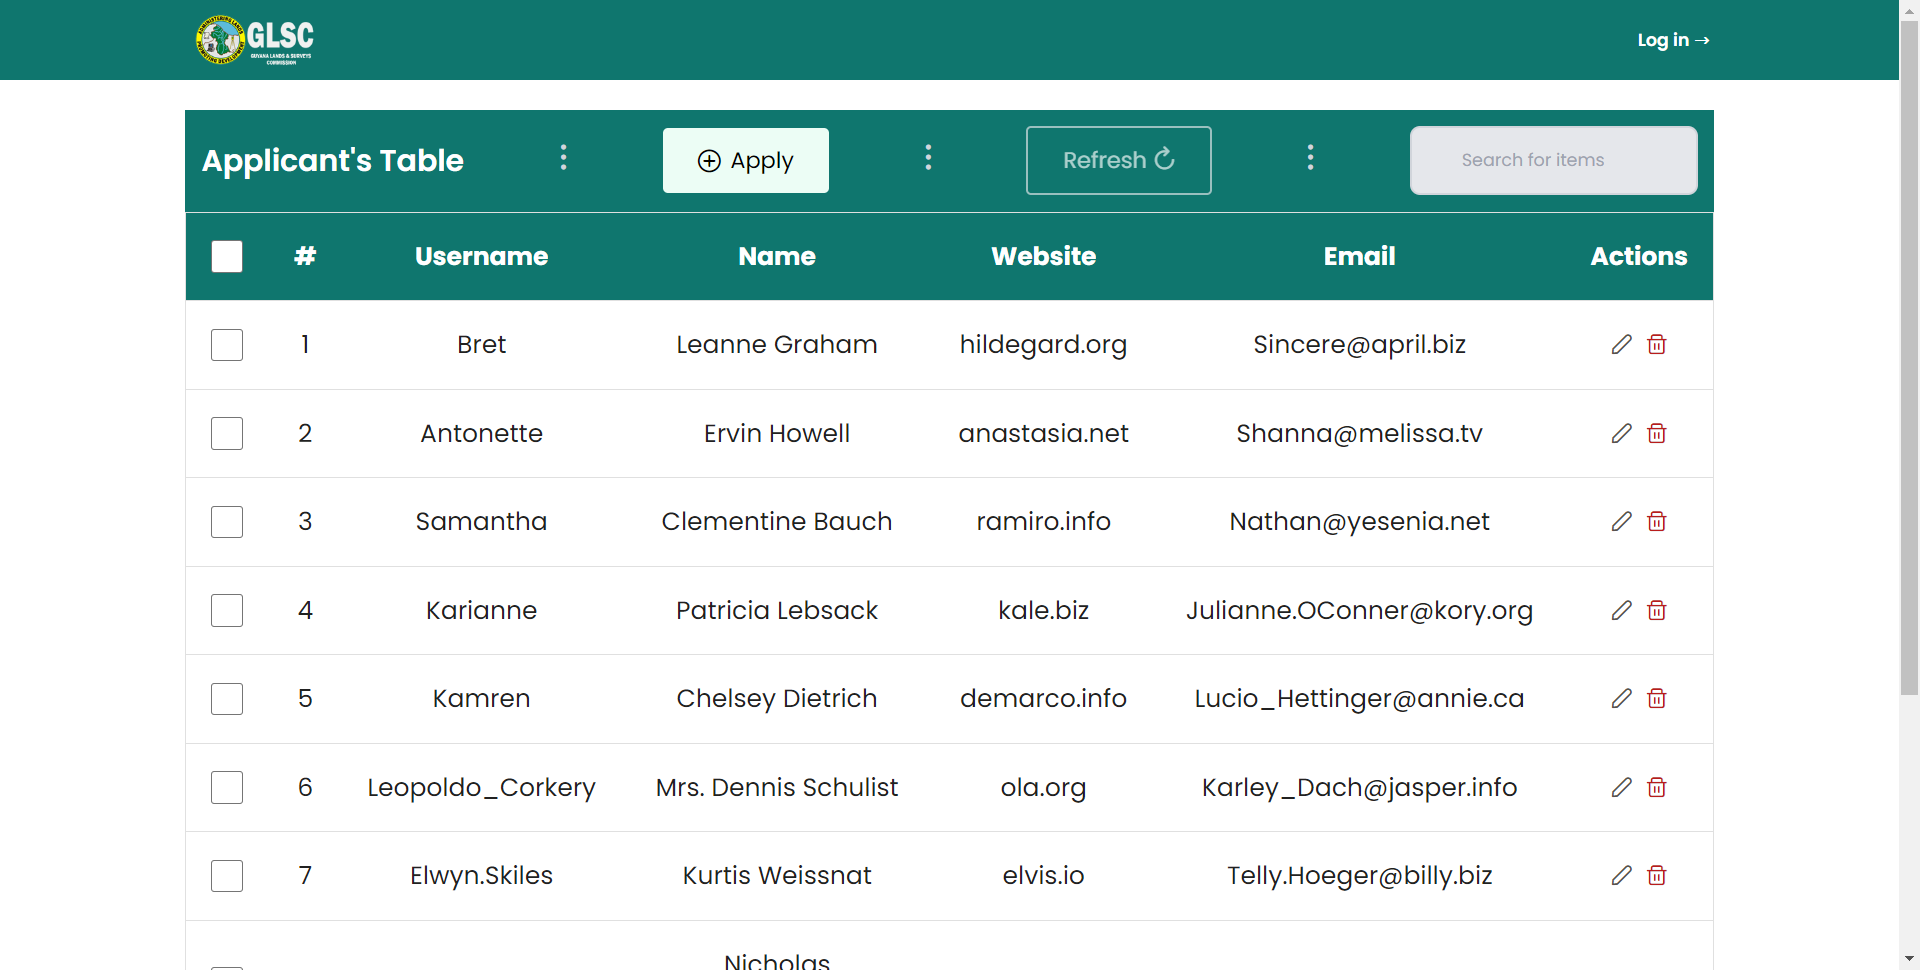 GLSC
GUYANA LANDS & SURVEYS
COMMISSION
Log in →
Applicant's Table
Apply
Refresh
Search for items
# Username Name Website Email Actions
1 Bret Leanne Graham hildegard.org Sincere@april.biz
2 Antonette Ervin Howell anastasia.net Shanna@melissa.tv
3 Samantha Clementine Bauch ramiro.info Nathan@yesenia.net
4 Karianne Patricia Lebsack kale.biz Julianne.OConner@kory.org
5 Kamren Chelsey Dietrich demarco.info Lucio_Hettinger@annie.ca
6 Leopoldo_Corkery Mrs. Dennis Schulist ola.org Karley_Dach@jasper.info
7 Elwyn.Skiles Kurtis Weissnat elvis.io Telly.Hoeger@billy.biz
Nicholas